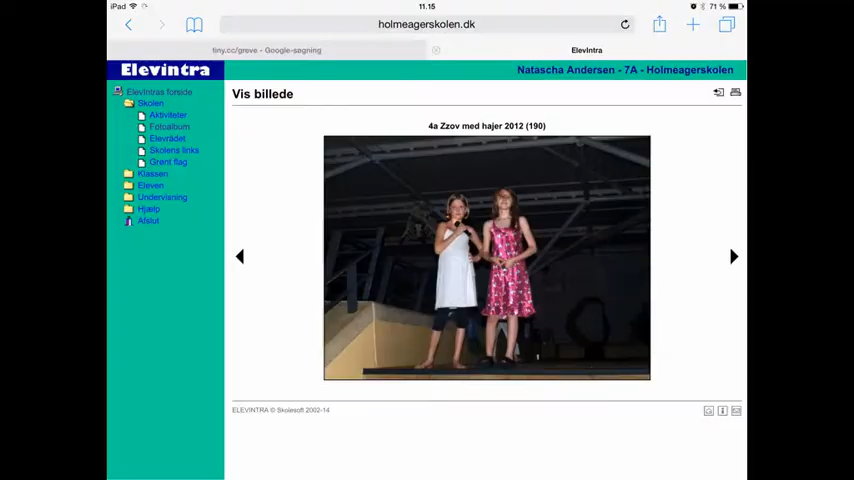 iPad
11.15
71 %
holmeagerskolen.dk
tiny.cc/greve - Google-søgning
ElevIntra
Elevintra
Natascha Andersen - 7A - Holmeagerskolen
ElevIntras forside
Skolen
Aktiviteter
Fotoalbum
Elevrådet
Skolens links
Grønt flag
Klassen
Eleven
Undervisning
Hjælp
Afslut
Vis billede
4a Zzov med hajer 2012 (190)
ELEVINTRA © Skolesoft 2002-14